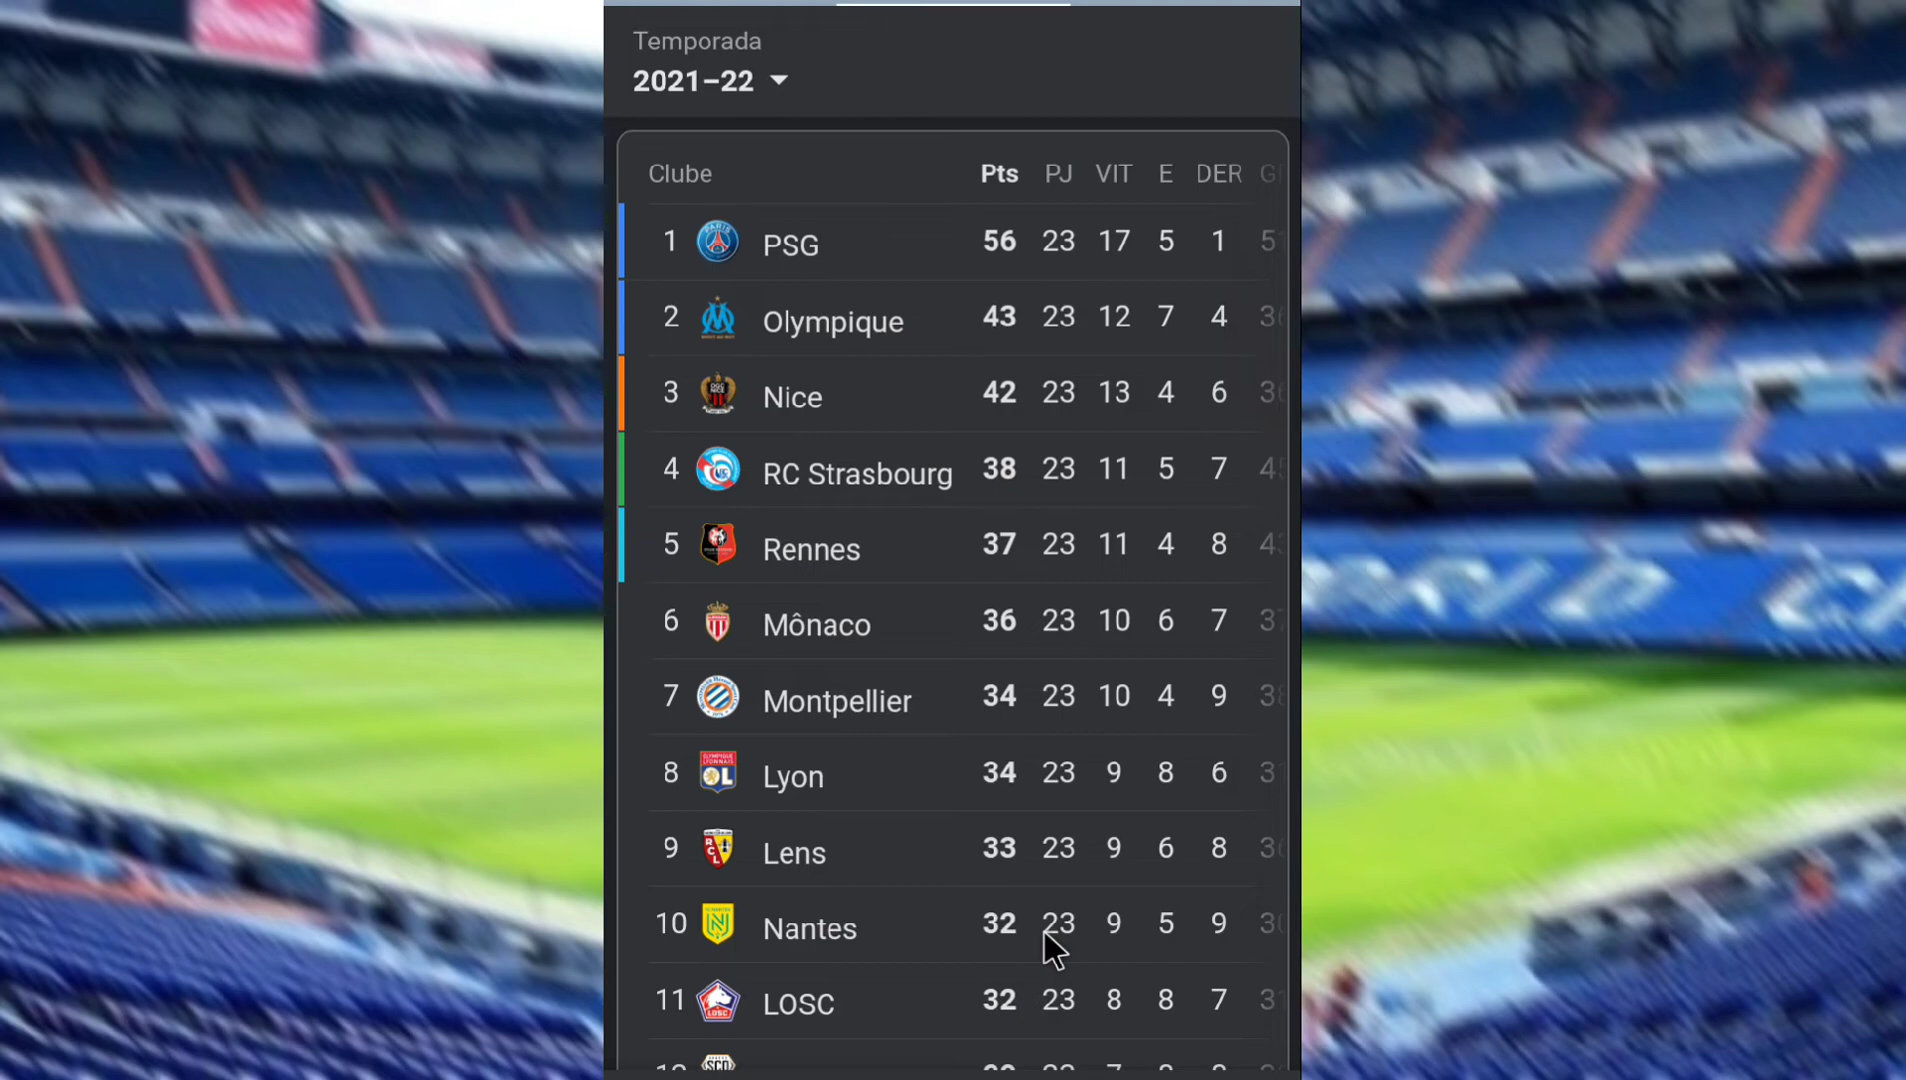 Temporada
2021-22
Clube Pts PJ VIT E DER
1 PSG 56 23 17 5 1
2 Olympique 43 23 12 7 4
3 Nice 42 23 13 4 6
4 RC Strasbourg 38 23 11 5 7
5 Rennes 37 23 11 4 8
6 Mônaco 36 23 10 6 7
7 Montpellier 34 23 10 4 9
8 Lyon 34 23 9 8 6
9 Lens 33 23 9 6 8
10 Nantes 32 23 9 5 9
11 LOSC 32 23 8 8 7